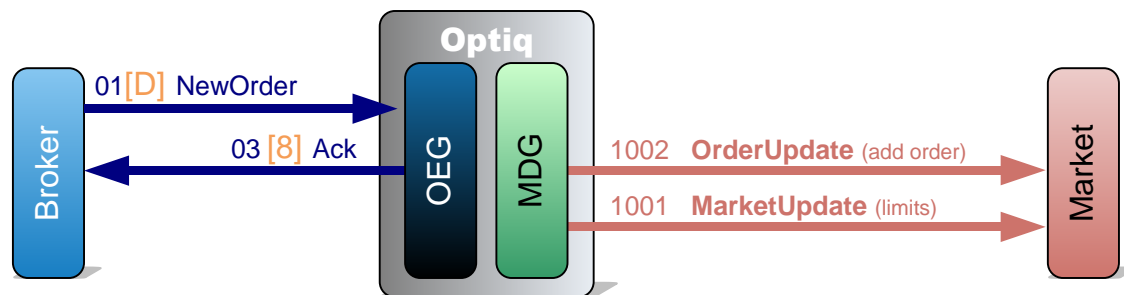 Optiq
Broker
01[D] NewOrder
03 [8] Ack
OEG
MDG
1002 OrderUpdate (add order)
1001 MarketUpdate (limits)
Market